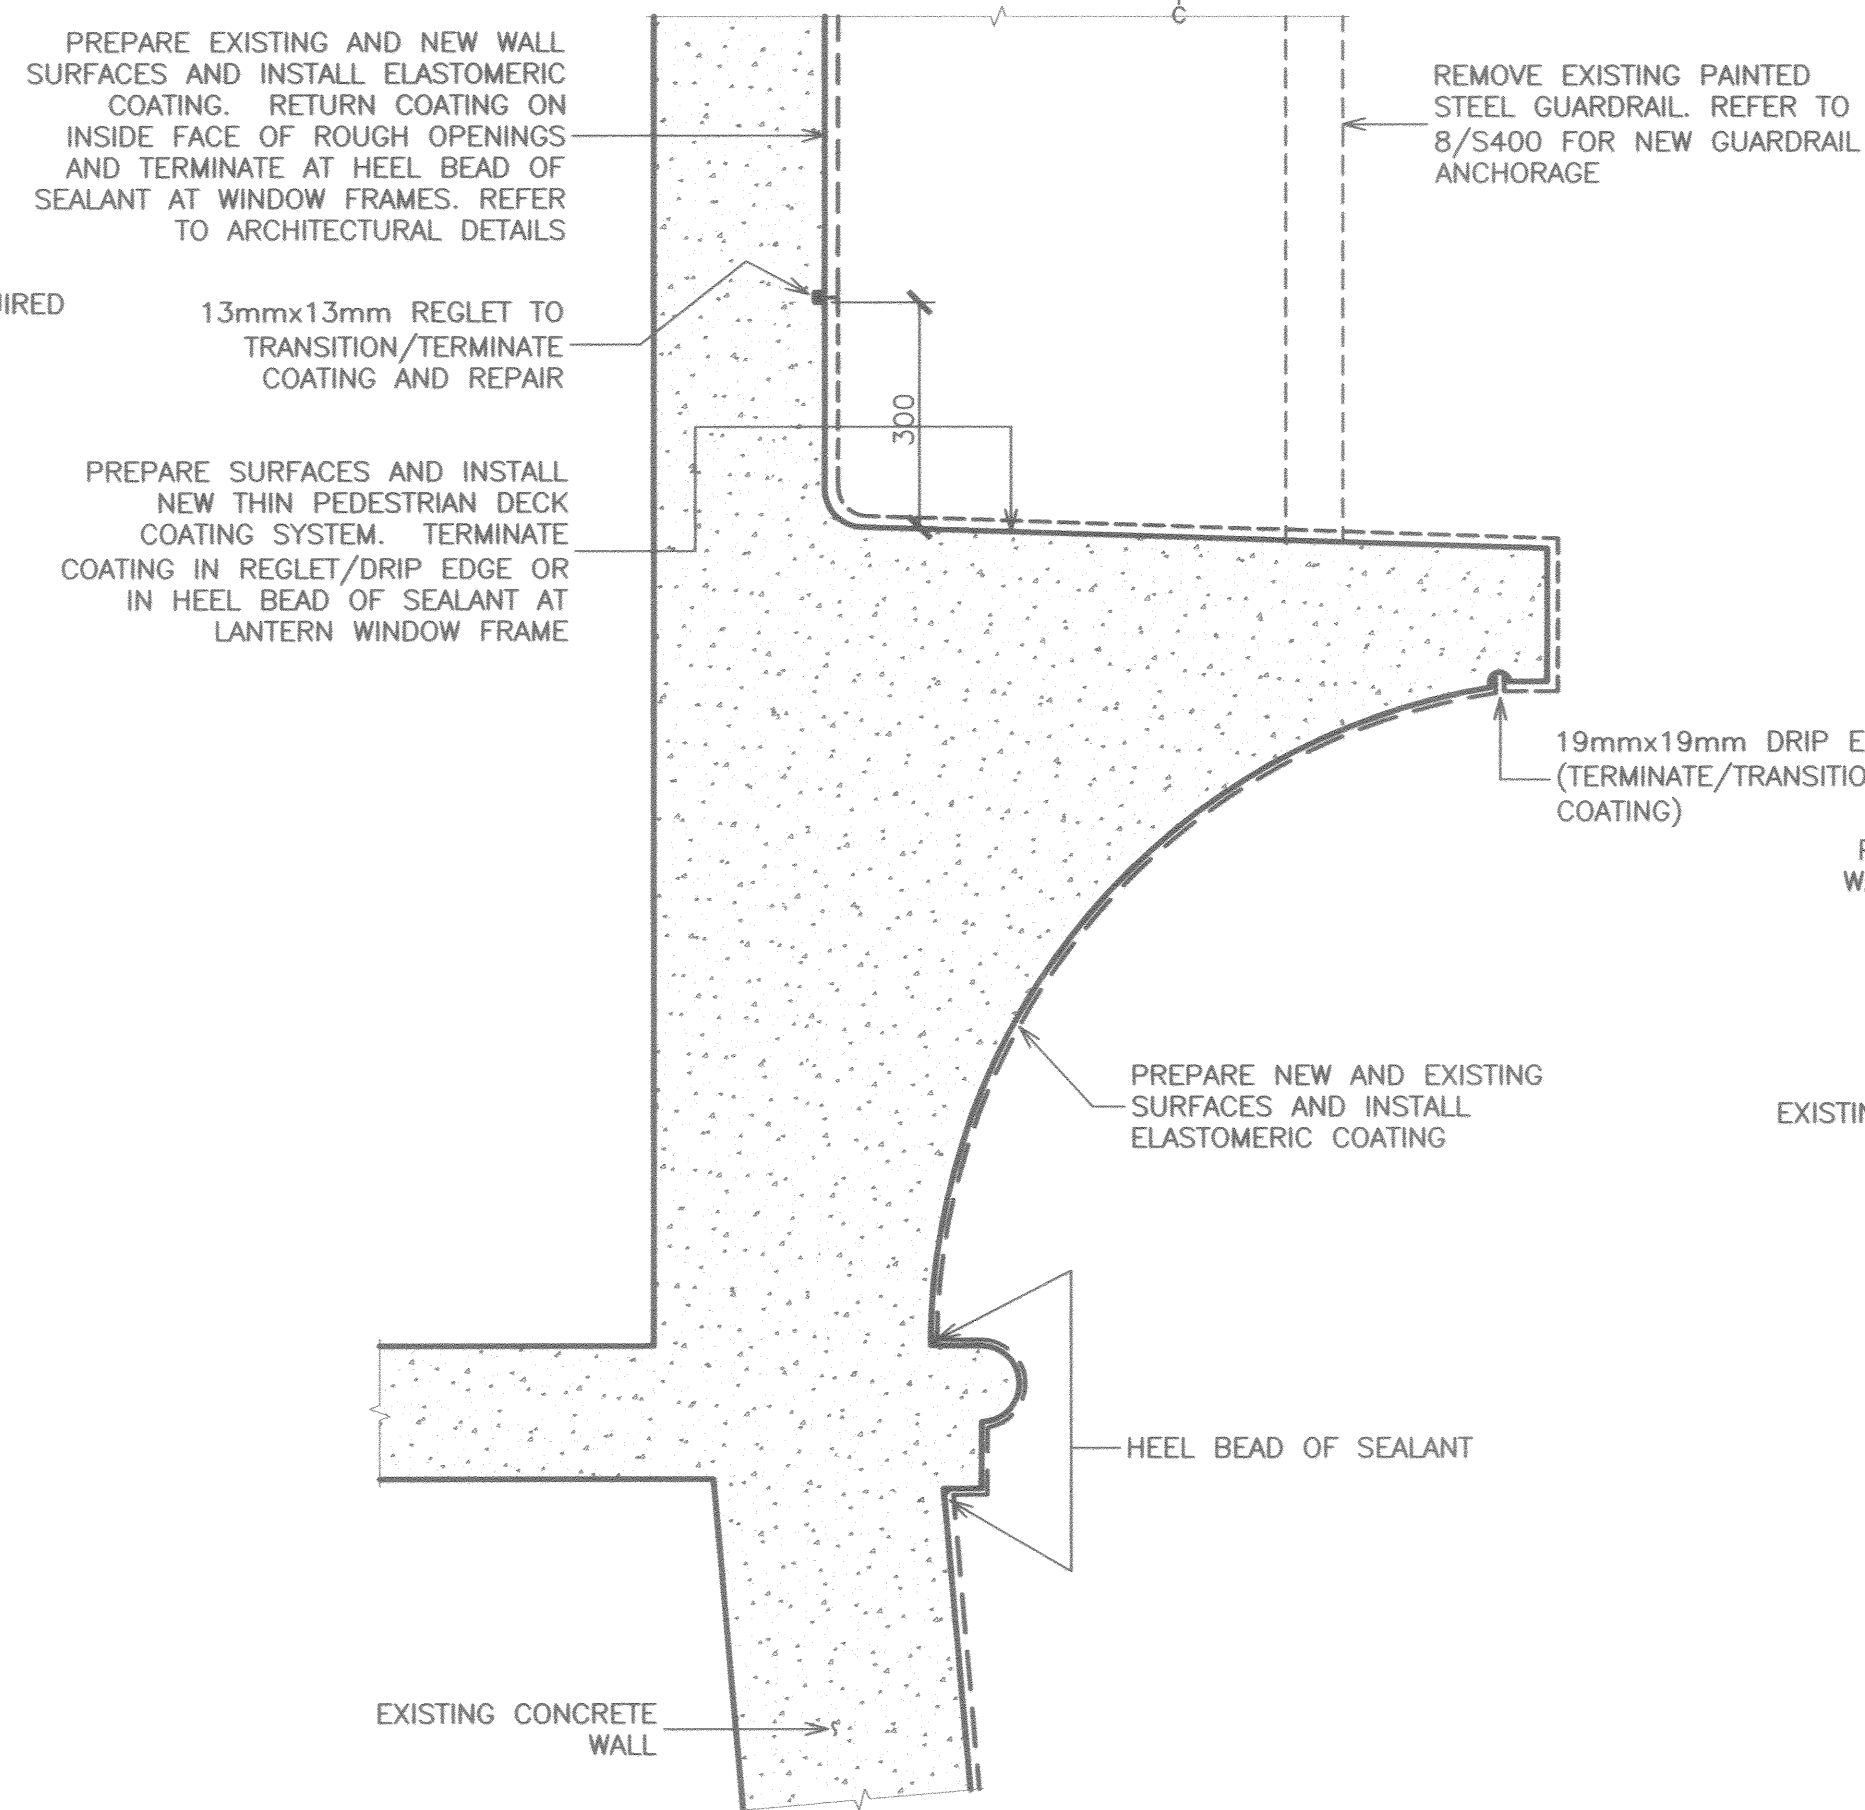 PREPARE EXISTING AND NEW WALL
SURFACES AND INSTALL ELASTOMERIC
COATING. RETURN COATING ON
INSIDE FACE OF ROUGH OPENINGS
AND TERMINATE AT HEEL BEAD OF
SEALANT AT WINDOW FRAMES. REFER
TO ARCHITECTURAL DETAILS
REMOVE EXISTING PAINTED
STEEL GUARDRAIL. REFER TO
8/S400 FOR NEW GUARDRAIL
ANCHORAGE
13mmx13mm REGLET TO
TRANSITION/TERMINATE
COATING AND REPAIR
300
PREPARE SURFACES AND INSTALL
NEW THIN PEDESTRIAN DECK
COATING SYSTEM. TERMINATE
COATING IN REGLET/DRIP EDGE OR
IN HEEL BEAD OF SEALANT AT
LANTERN WINDOW FRAME
19mmx19mm DRIP E
(TERMINATE/TRANSITIO
COATING)
PREPARE NEW AND EXISTING
SURFACES AND INSTALL
ELASTOMERIC COATING
EXISTIN
HEEL BEAD OF SEALANT
EXISTING CONCRETE
WALL